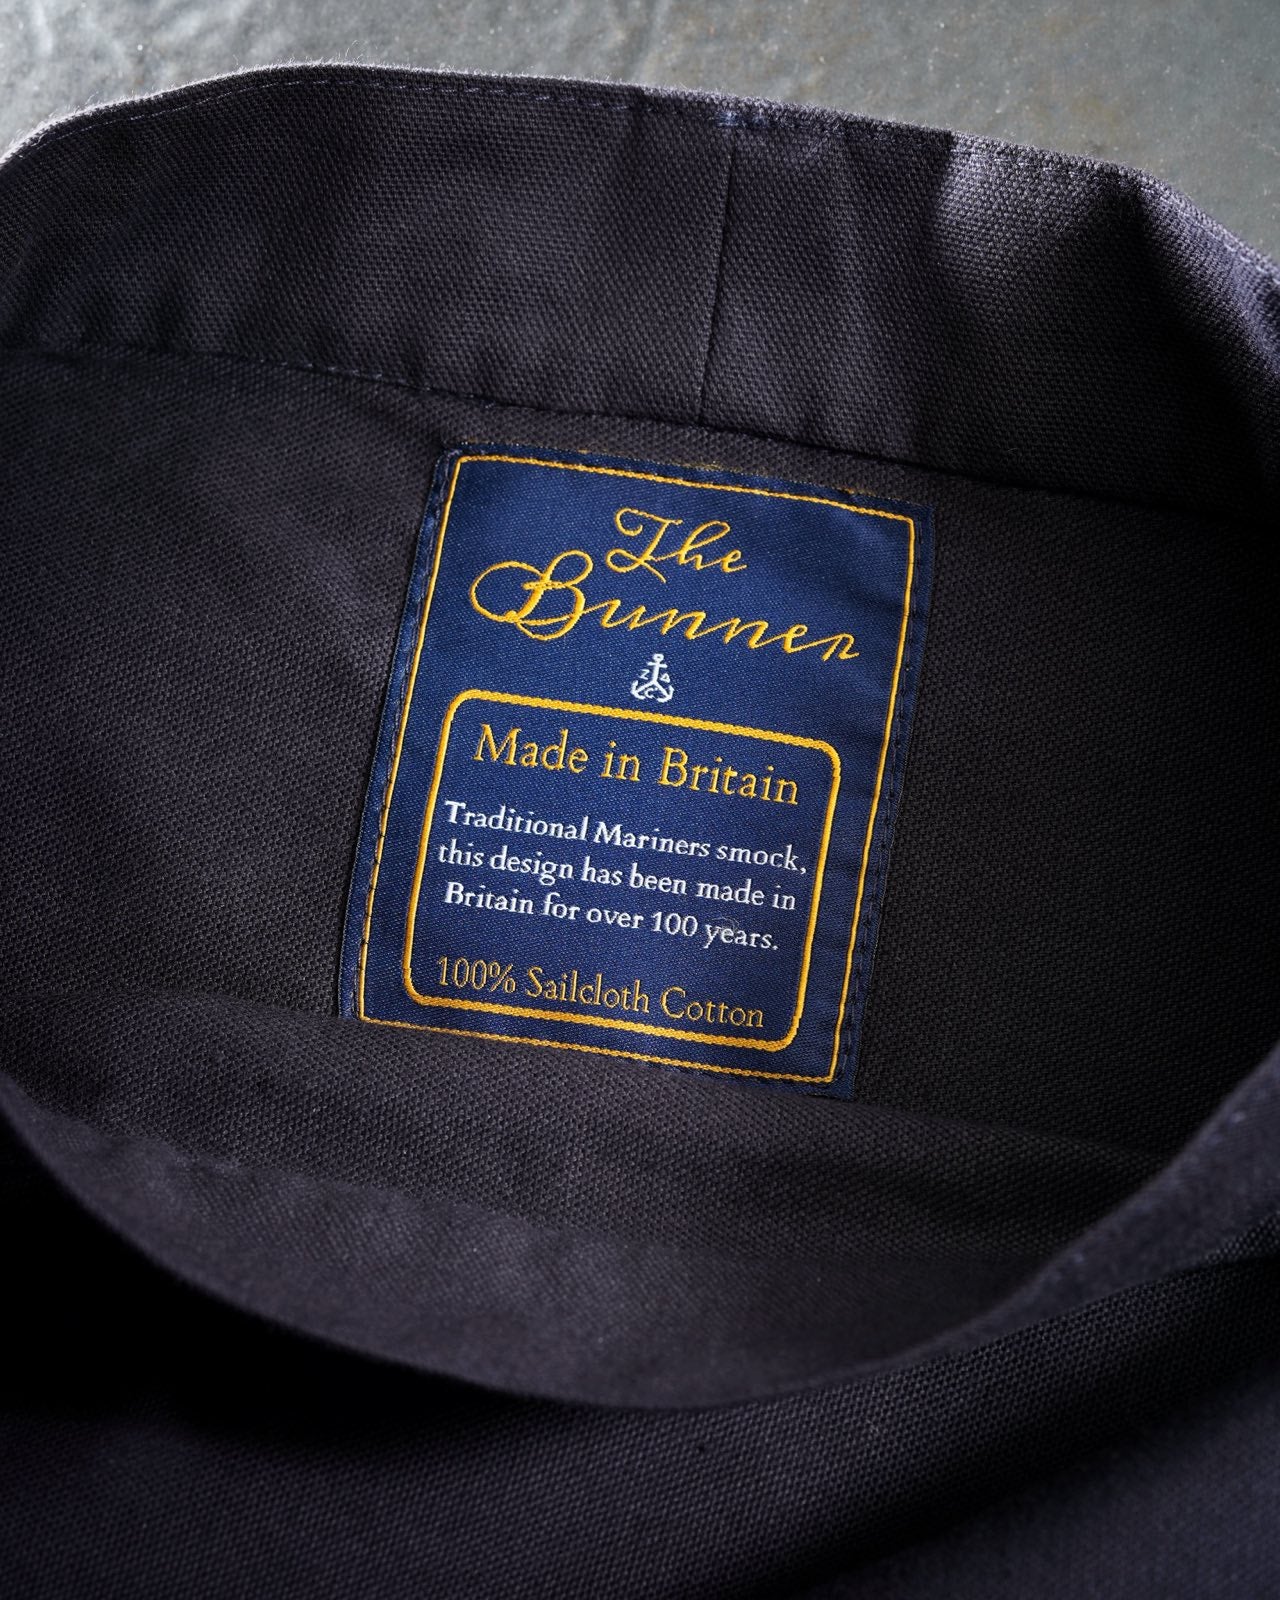 The
Bunner
Made in Britain
Traditional Mariners smock,
this design has been made in
Britain for over 100 years.
100% Sailcloth Cotton